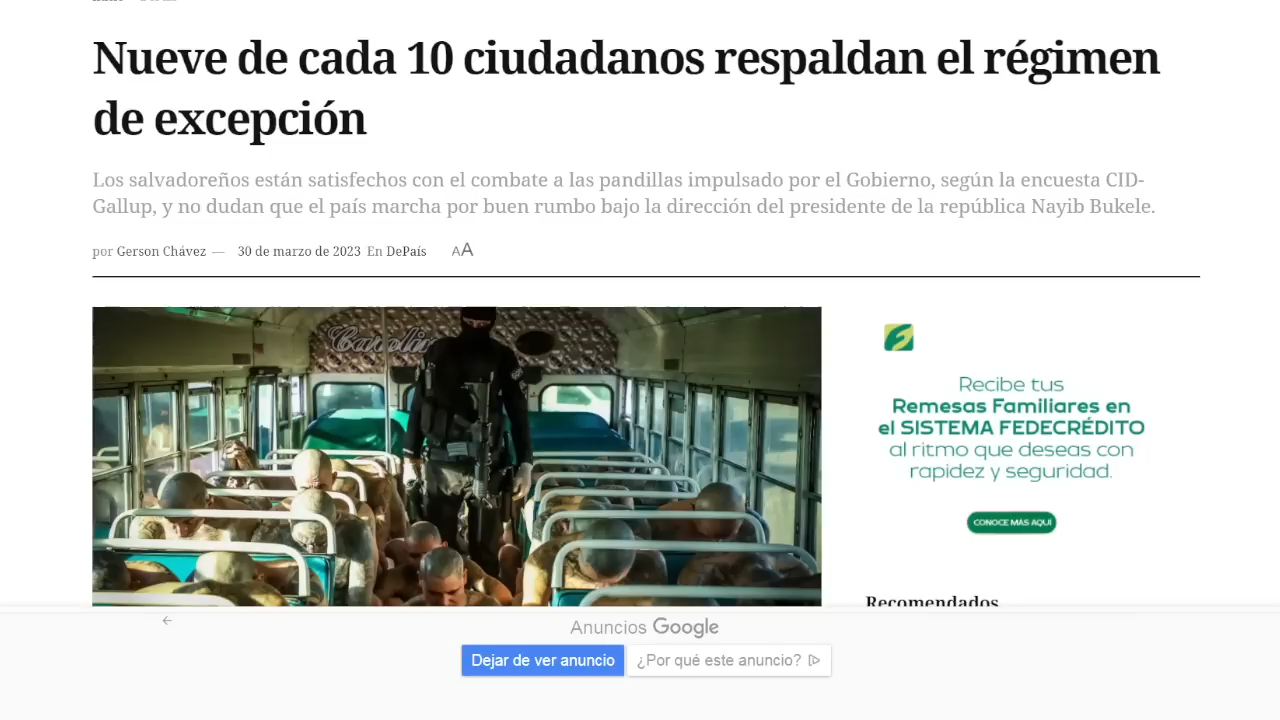 Nueve de cada 10 ciudadanos respaldan el régimen
de excepción
Los salvadoreños están satisfechos con el combate a las pandillas impulsado por el Gobierno, según la encuesta CID-
Gallup, y no dudan que el país marcha por buen rumbo bajo la dirección del presidente de la república Nayib Bukele.
por Gerson Chávez — 30 de marzo de 2023 En DePaís AA
Recibe tus
Remesas Familiares en
el SISTEMA FEDECRÉDITO
al ritmo que deseas con
rapidez y seguridad.
CONOCE MÁS AQUÍ
Recomendados
Anuncios Google
Dejar de ver anuncio
¿Por qué este anuncio?